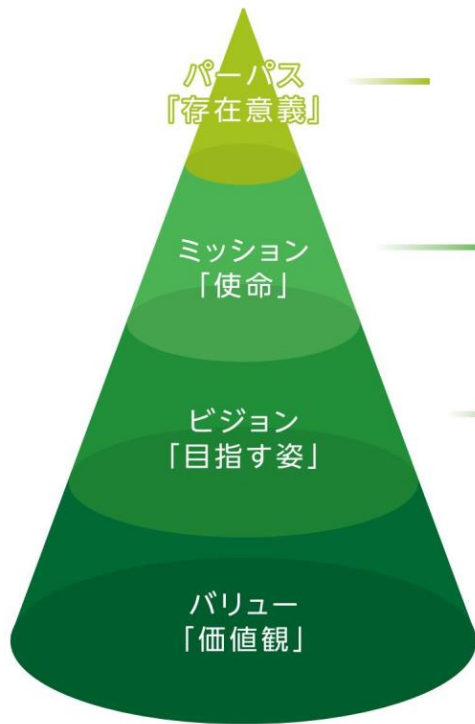 パーパス
「存在意義」
ミッション
「使命」
ビジョン
「目指す姿」
バリュー
「価値観」